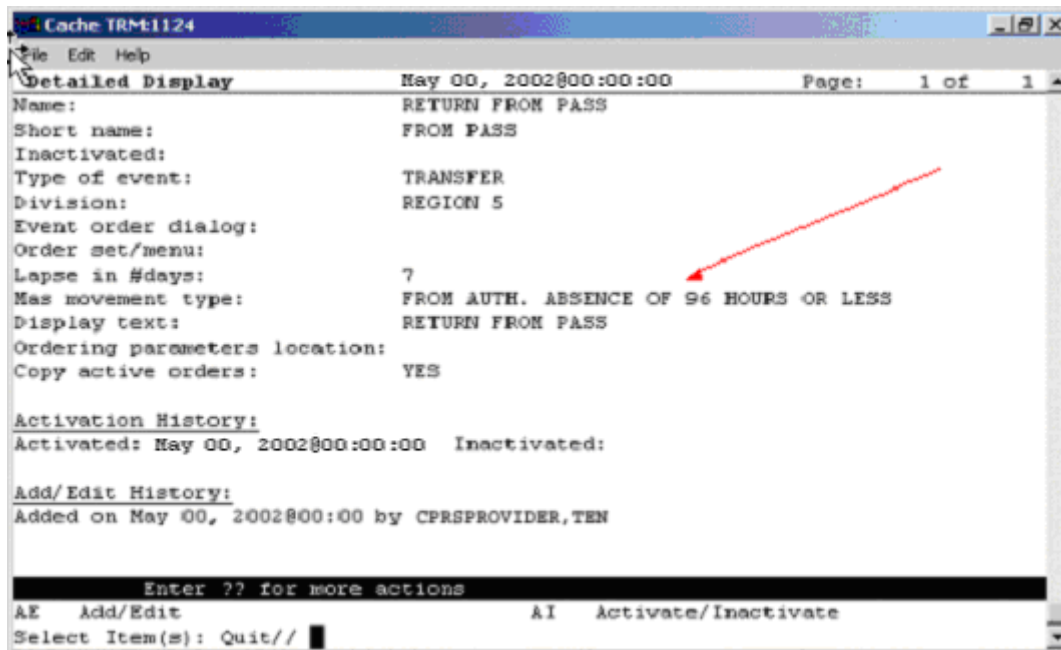 Cache TRM:1124
File Edit Help
Detailed Display May 00, 2002@00:00:00 Page: 1 of 1
Name: RETURN FROM PASS
Short name: FROM PASS
Inactivated:
Type of event: TRANSFER
Division: REGION 5
Event order dialog:
Order set/menu:
Lapse in #days: 7
Mas movement type: FROM AUTH. ABSENCE OF 96 HOURS OR LESS
Display text: RETURN FROM PASS
Ordering parameters location:
Copy active orders: YES
Activation History:
Activated: May 00, 2002@00:00:00 Inactivated:
Add/Edit History:
Added on May 00, 2002@00:00 by CPRSPROVIDER,TEN
Enter ?? for more actions
AE Add/Edit AI Activate/Inactivate
Select Item(s): Quit//